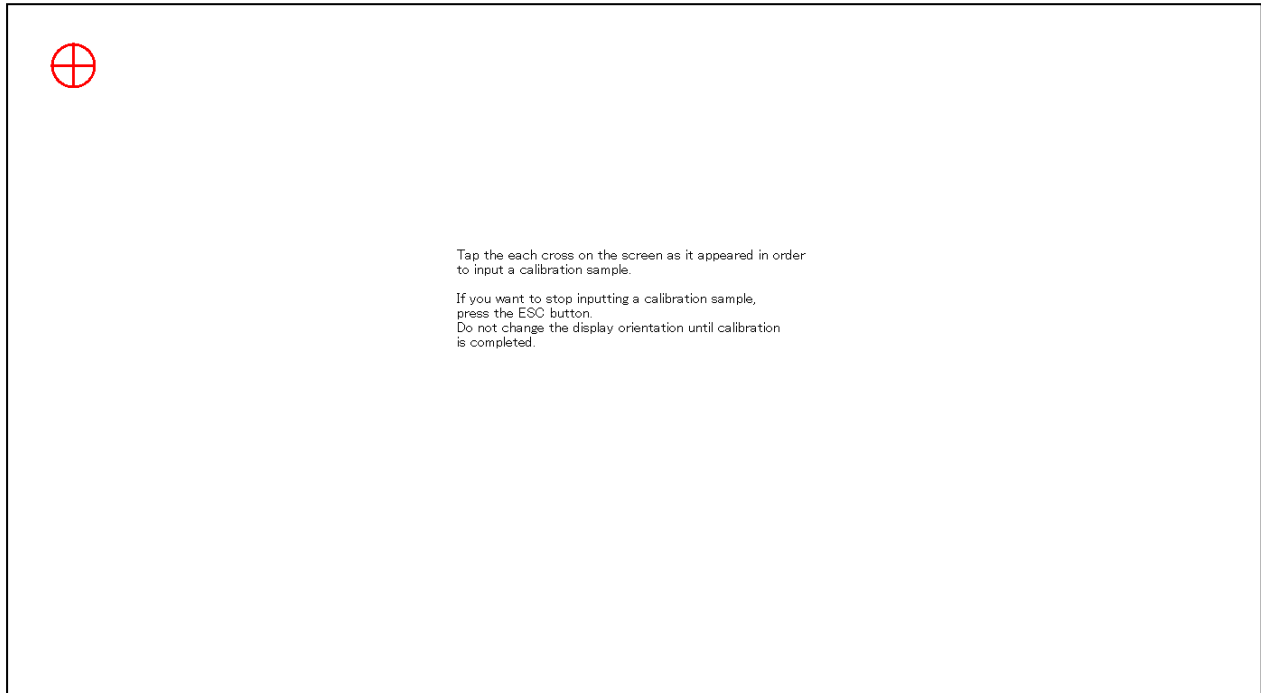 Tap the each cross on the screen as it appeared in order
to input a calibration sample.
If you want to stop inputting a calibration sample,
press the ESC button.
Do not change the display orientation until calibration
is completed.